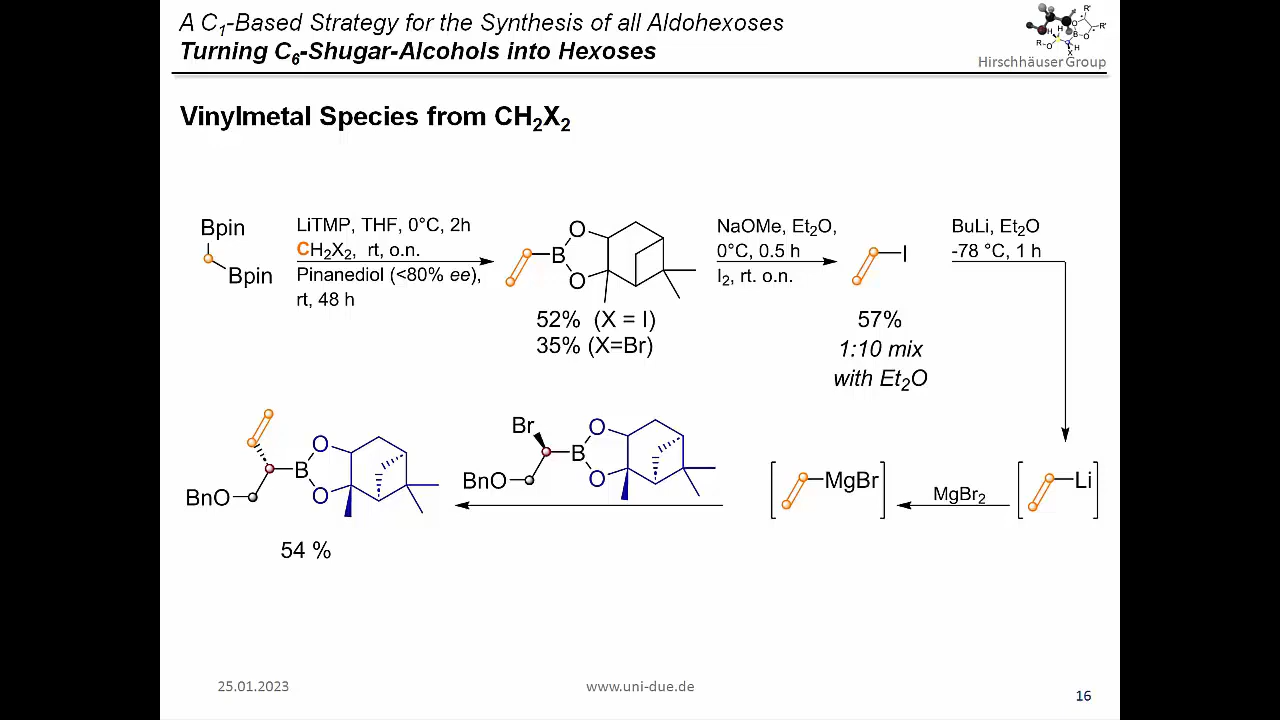 A C1-Based Strategy for the Synthesis of all Aldohexoses
Turning C6-Shugar-Alcohols into Hexoses
Hirschhäuser Group
Vinylmetal Species from CH2X2
Bpin
Bpin
LiTMP, THF, 0°C, 2h
CH2X2, rt, o.n.
Pinanediol (<80% ee),
rt, 48 h
O
B
O
52% (X = I)
35% (X=Br)
NaOMe, Et2O,
0°C, 0.5 h
I2, rt. o.n.
I
57%
1:10 mix
with Et2O
BuLi, Et2O
-78 °C, 1 h
Li
MgBr2
MgBr
Br
O
B
O
BnO
O
B
O
BnO
54 %
25.01.2023
www.uni-due.de
16